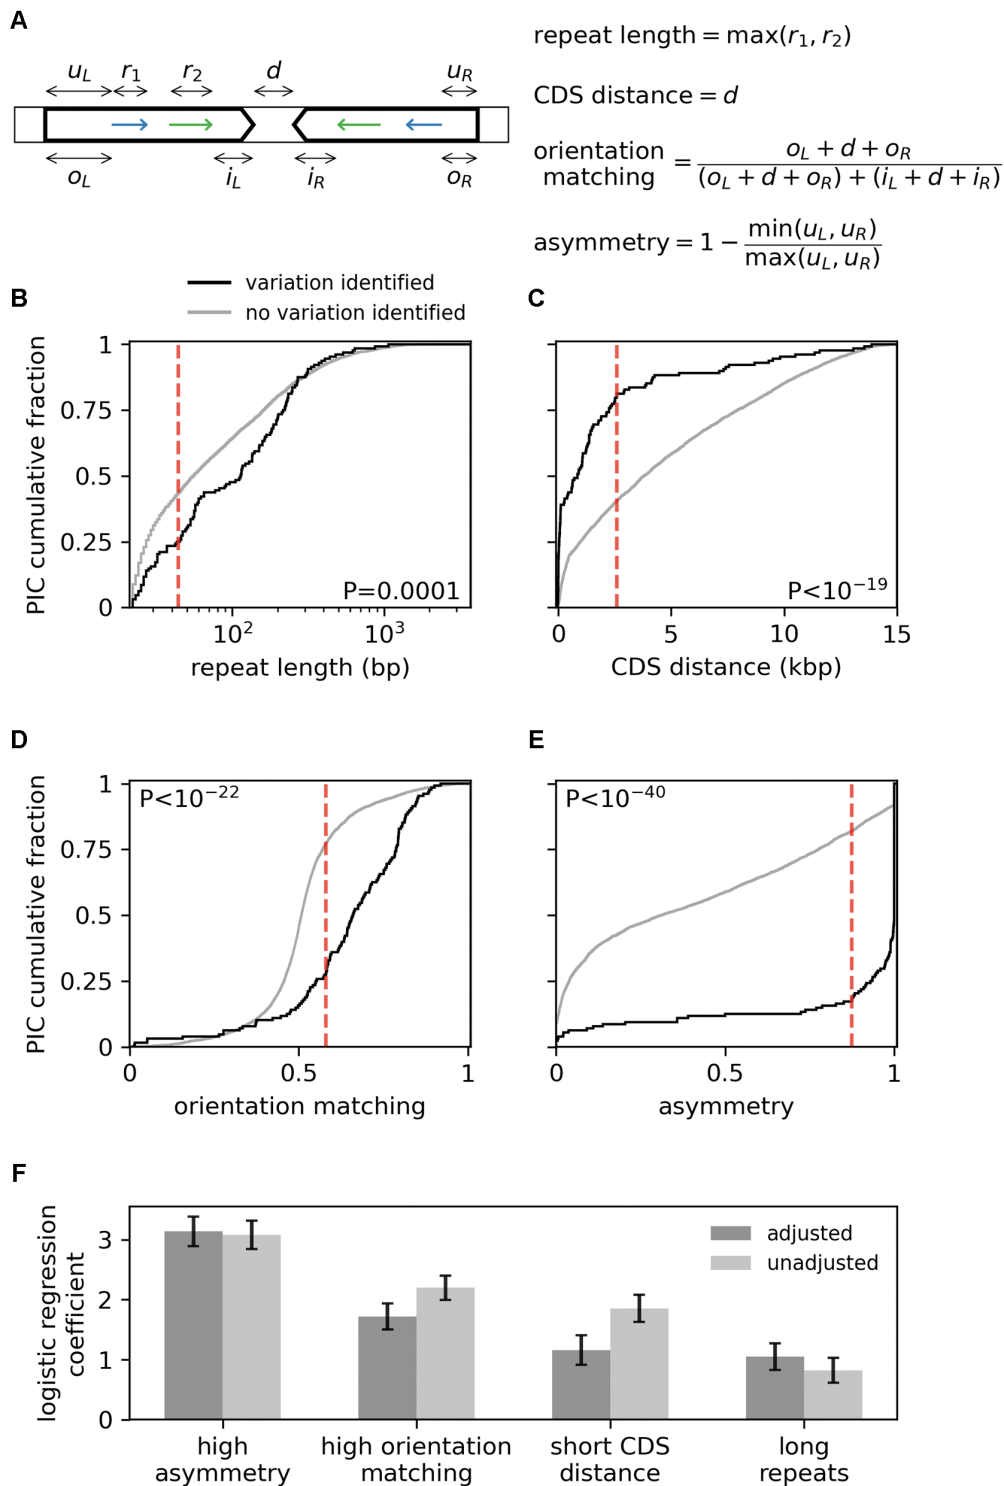 A
u_L r_1 r_2 d u_R
o_L i_L i_R o_R
repeat length = max(r_1, r_2)
CDS distance = d
orientation matching = \frac{o_L + d + o_R}{(o_L + d + o_R) + (i_L + d + i_R)}
asymmetry = 1 − \frac{min(u_L, u_R)}{max(u_L, u_R)}
variation identified
no variation identified
B
PIC cumulative fraction
1
0.75
0.5
0.25
0
P=0.0001
10^2 10^3
repeat length (bp)
C
P<10^{−19}
0 5 10 15
CDS distance (kbp)
D
PIC cumulative fraction
1
0.75
0.5
0.25
0
P<10^{−22}
0 0.5 1
orientation matching
E
P<10^{−40}
0 0.5 1
asymmetry
F
logistic regression
coefficient
3
2
1
0
adjusted
unadjusted
high
asymmetry
high orientation
matching
short CDS
distance
long
repeats